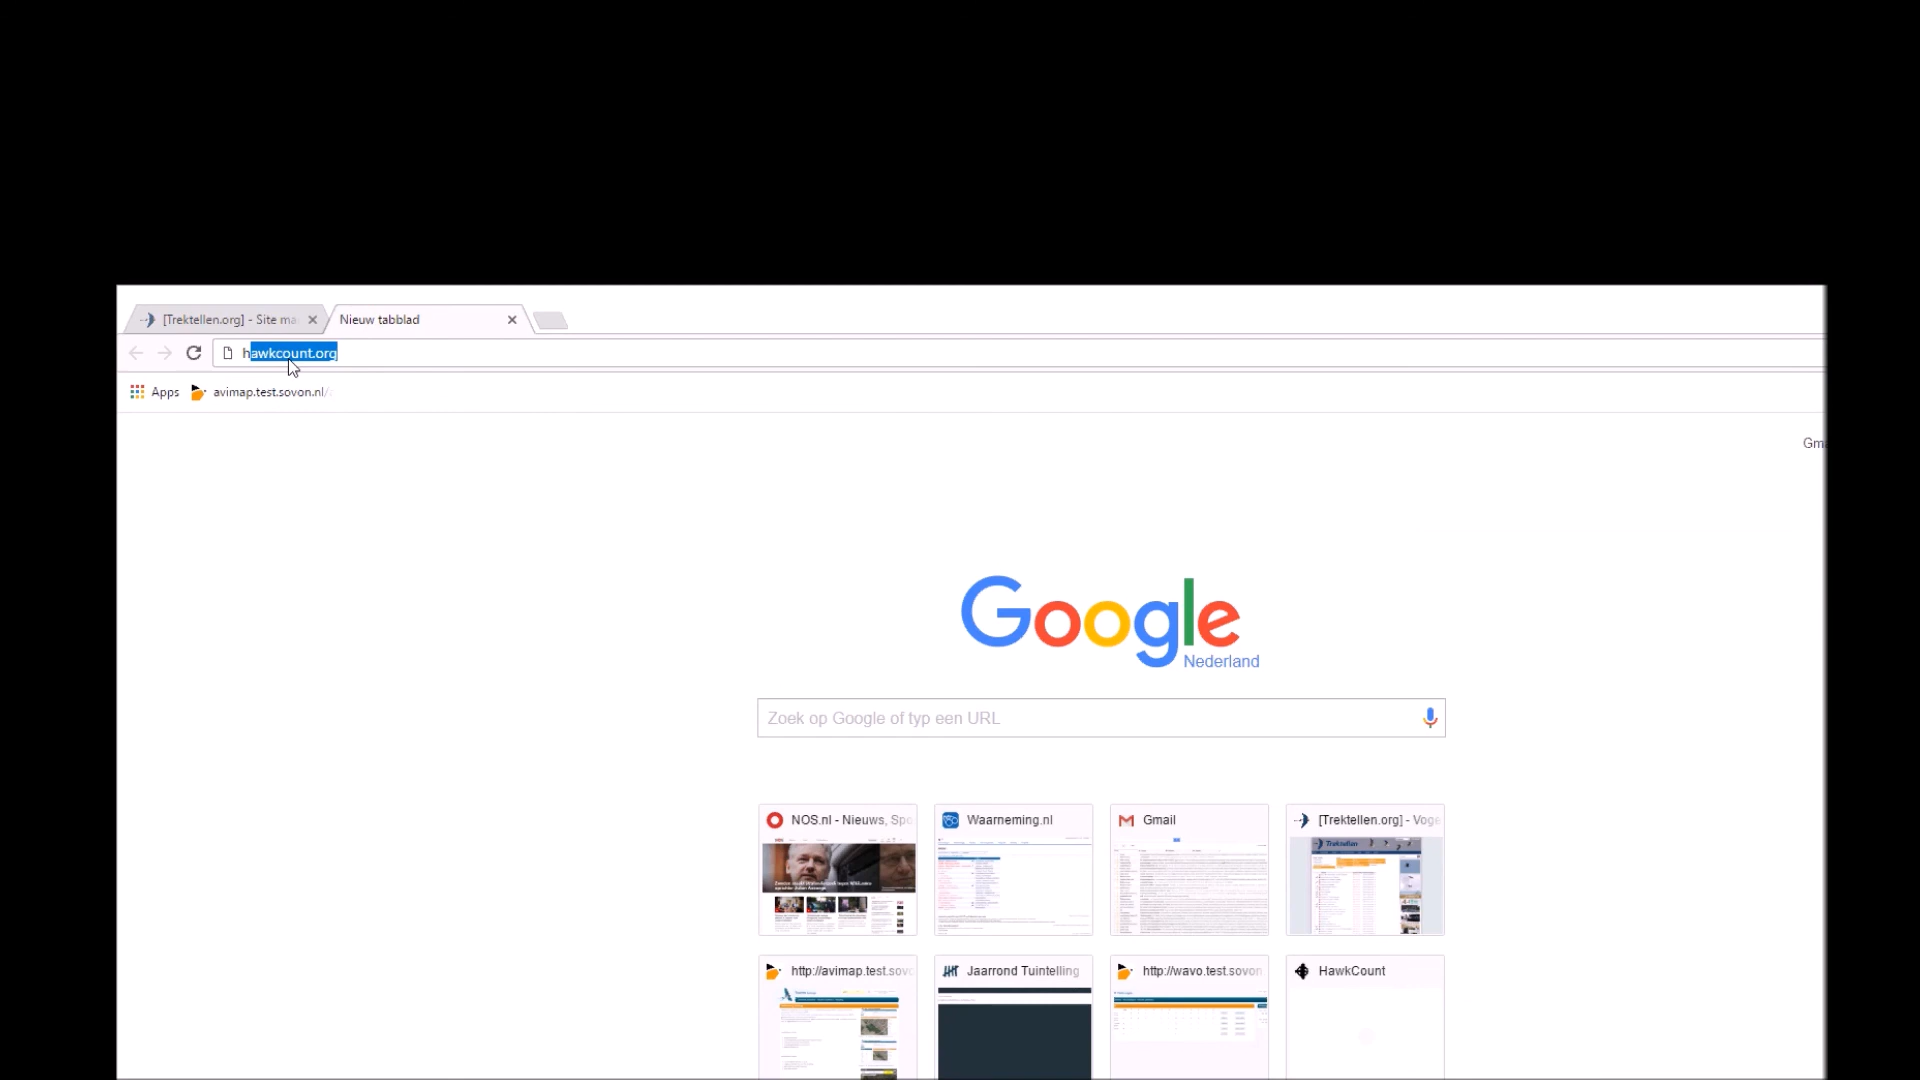 [Trektellen.org] - Site ma
Nieuw tabblad
hawkcount.org
Apps
avimap.test.sovon.nl/
Gm
Google
Nederland
Zoek op Google of typ een URL
NOS.nl - Nieuws, Spo
Waarneming.nl
Gmail
[Trektellen.org] - Voge
Trektellen
http://avimap.test.sovo
Jaarrond Tuintelling
http://wavo.test.sovon
HawkCount